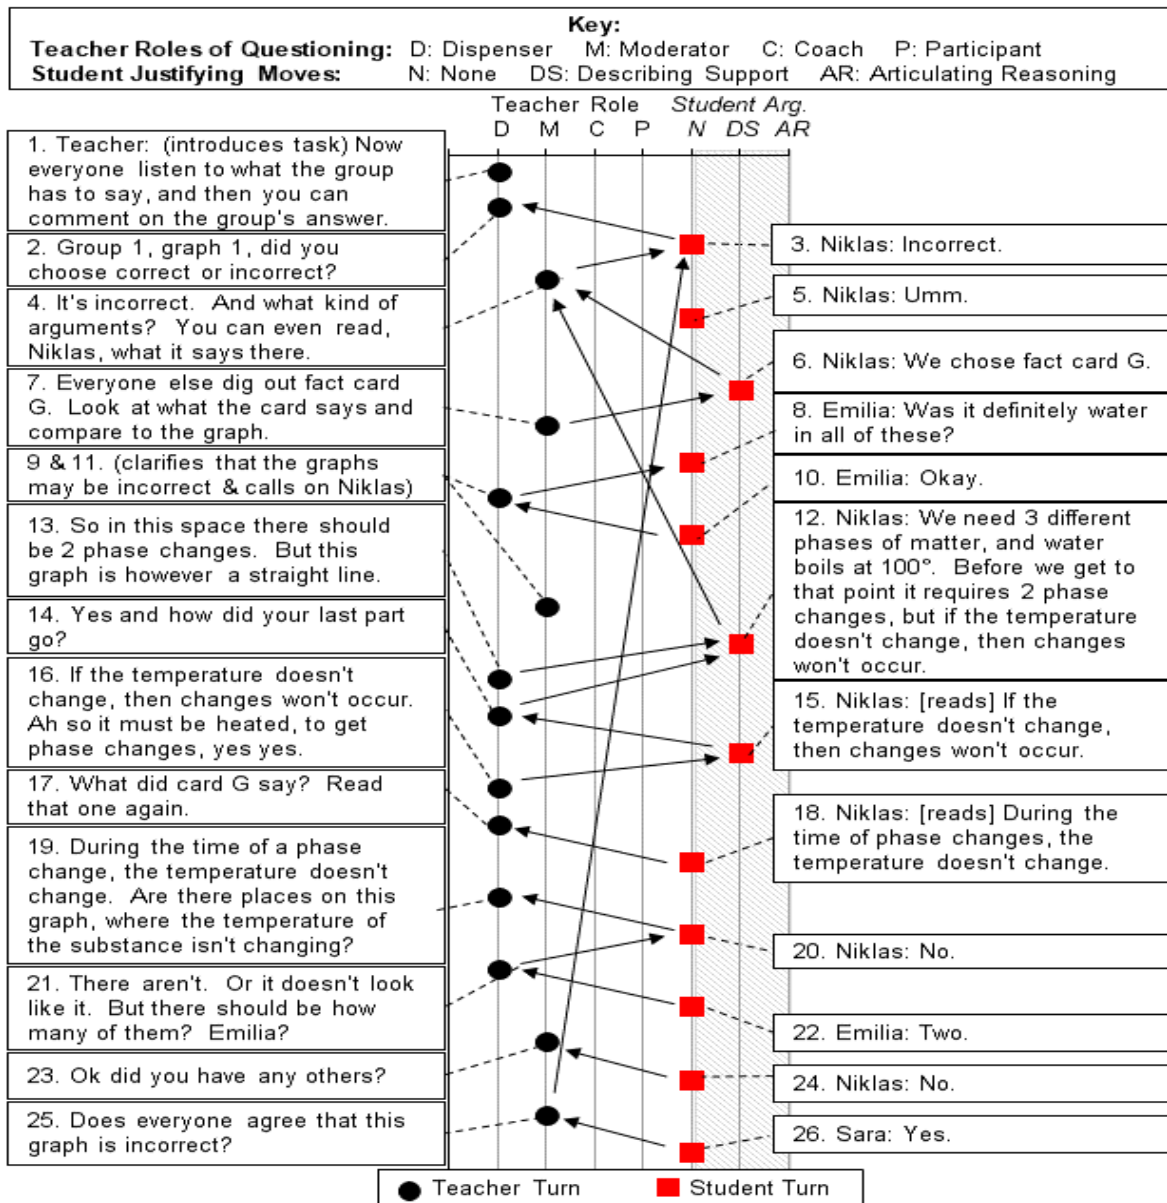 Key:
Teacher Roles of Questioning: D: Dispenser M: Moderator C: Coach P: Participant
Student Justifying Moves: N: None DS: Describing Support AR: Articulating Reasoning
Teacher Role Student Arg.
D M C P N DS AR
1. Teacher: (introduces task) Now
everyone listen to what the group
has to say, and then you can
comment on the group's answer.
2. Group 1, graph 1, did you
choose correct or incorrect?
3. Niklas: Incorrect.
4. It's incorrect. And what kind of
arguments? You can even read,
Niklas, what it says there.
5. Niklas: Umm.
6. Niklas: We chose fact card G.
7. Everyone else dig out fact card
G. Look at what the card says and
compare to the graph.
8. Emilia: Was it definitely water
in all of these?
9 & 11. (clarifies that the graphs
may be incorrect & calls on Niklas)
10. Emilia: Okay.
12. Niklas: We need 3 different
phases of matter, and water
boils at 100°. Before we get to
that point it requires 2 phase
changes, but if the temperature
doesn't change, then changes
won't occur.
13. So in this space there should
be 2 phase changes. But this
graph is however a straight line.
14. Yes and how did your last part
go?
15. Niklas: [reads] If the
temperature doesn't change,
then changes won't occur.
16. If the temperature doesn't
change, then changes won't occur.
Ah so it must be heated, to get
phase changes, yes yes.
17. What did card G say? Read
that one again.
18. Niklas: [reads] During the
time of phase changes, the
temperature doesn't change.
19. During the time of a phase
change, the temperature doesn't
change. Are there places on this
graph, where the temperature of
the substance isn't changing?
20. Niklas: No.
21. There aren't. Or it doesn't look
like it. But there should be how
many of them? Emilia?
22. Emilia: Two.
23. Ok did you have any others?
24. Niklas: No.
25. Does everyone agree that this
graph is incorrect?
26. Sara: Yes.
Teacher Turn Student Turn